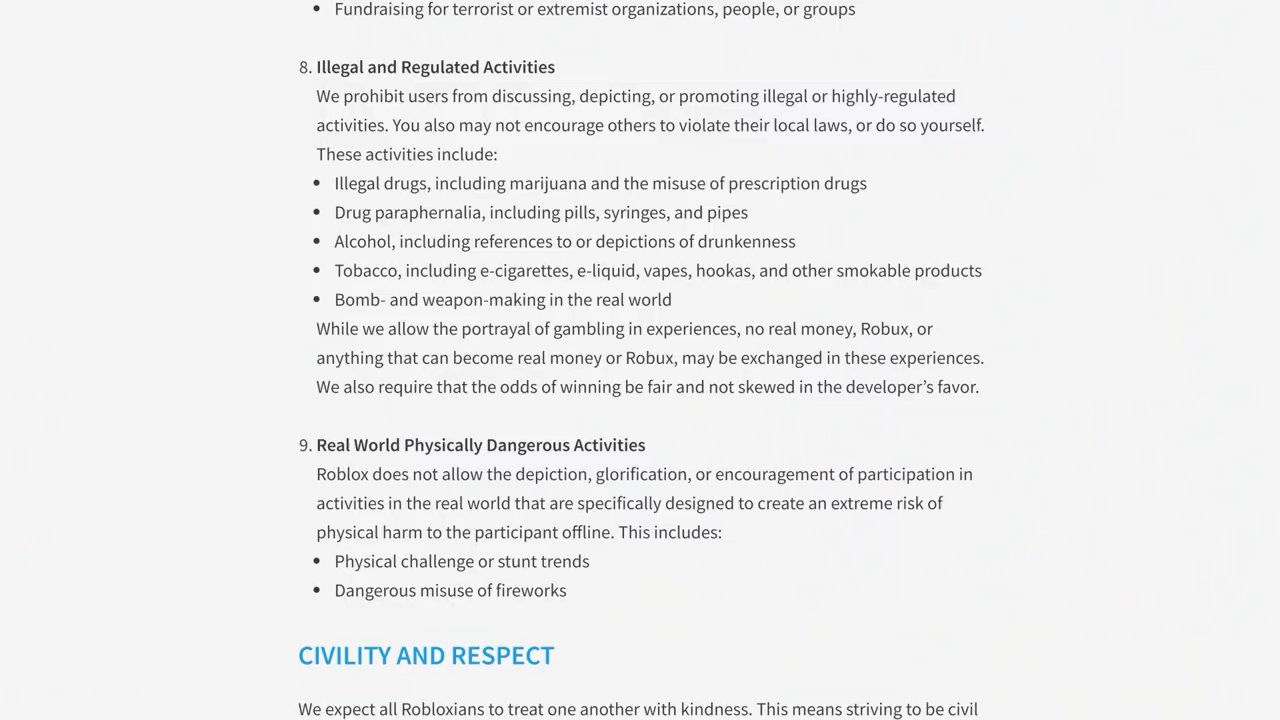 • Fundraising for terrorist or extremist organizations, people, or groups
8. Illegal and Regulated Activities
We prohibit users from discussing, depicting, or promoting illegal or highly-regulated
activities. You also may not encourage others to violate their local laws, or do so yourself.
These activities include:
• Illegal drugs, including marijuana and the misuse of prescription drugs
• Drug paraphernalia, including pills, syringes, and pipes
• Alcohol, including references to or depictions of drunkenness
• Tobacco, including e-cigarettes, e-liquid, vapes, hookas, and other smokable products
• Bomb- and weapon-making in the real world
While we allow the portrayal of gambling in experiences, no real money, Robux, or
anything that can become real money or Robux, may be exchanged in these experiences.
We also require that the odds of winning be fair and not skewed in the developer’s favor.
9. Real World Physically Dangerous Activities
Roblox does not allow the depiction, glorification, or encouragement of participation in
activities in the real world that are specifically designed to create an extreme risk of
physical harm to the participant offline. This includes:
• Physical challenge or stunt trends
• Dangerous misuse of fireworks
CIVILITY AND RESPECT
We expect all Robloxians to treat one another with kindness. This means striving to be civil